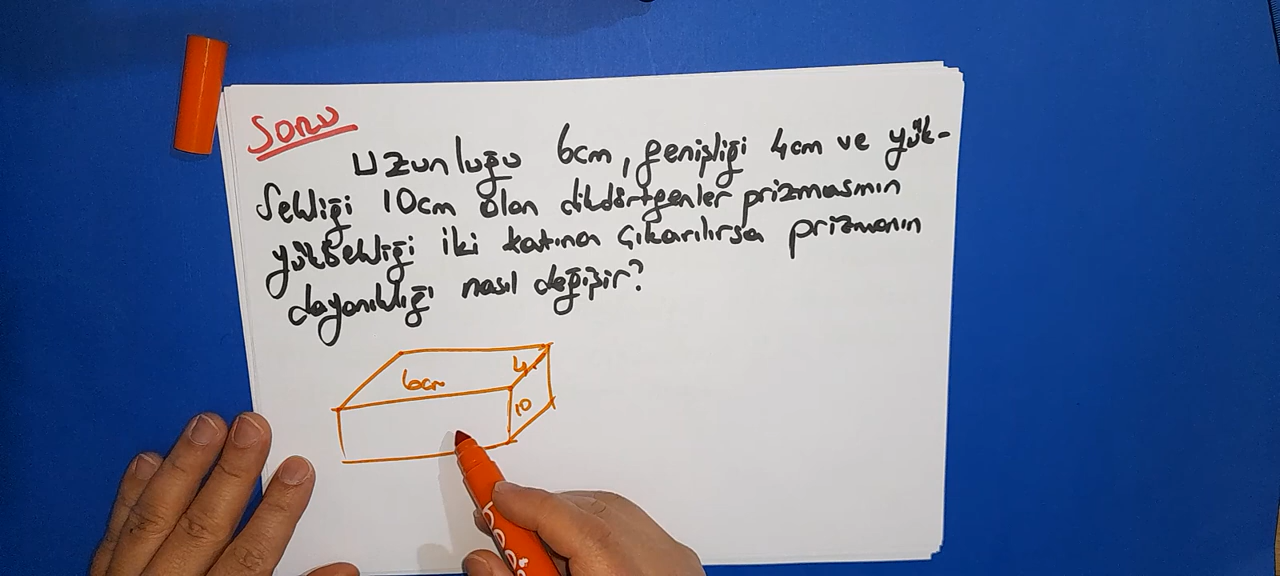 Soru
Uzunluğu 6cm, genişliği 4cm ve yük-
sekliği 10cm olan dikdörtgenler prizmasının
yüksekliği iki katına çıkarılırsa prizmanın
dayanıklılığı nasıl değişir?
6cm
4
10